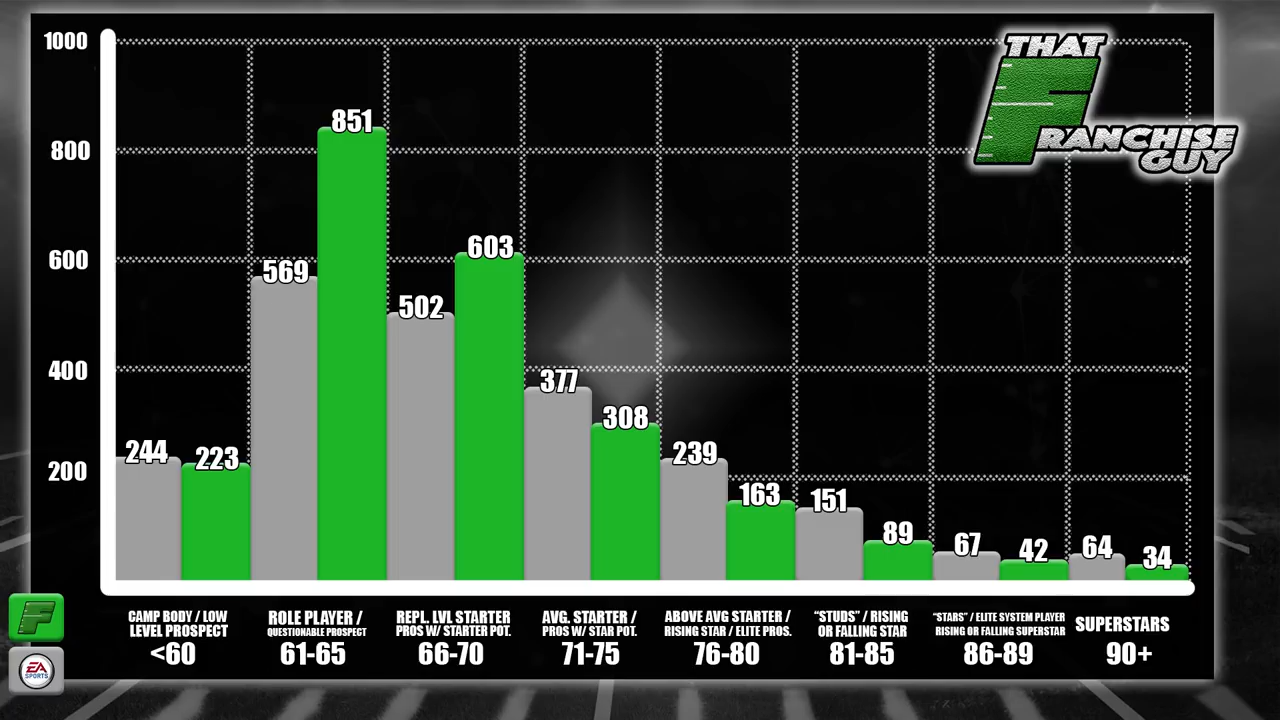 1000
800
600
400
200
THAT
FRANCHISE
GUY
244
223
569
851
502
603
377
308
239
163
151
89
67
42
64
34
CAMP BODY / LOW
LEVEL PROSPECT
<60
ROLE PLAYER /
QUESTIONABLE PROSPECT
61-65
REPL. LVL STARTER
PROS W/ STARTER POT.
66-70
AVG. STARTER /
PROS W/ STAR POT.
71-75
ABOVE AVG STARTER /
RISING STAR / ELITE PROS.
76-80
“STUDS” / RISING
OR FALLING STAR
81-85
“STARS” / ELITE SYSTEM PLAYER
RISING OR FALLING SUPERSTAR
86-89
SUPERSTARS
90+
F
EA
SPORTS